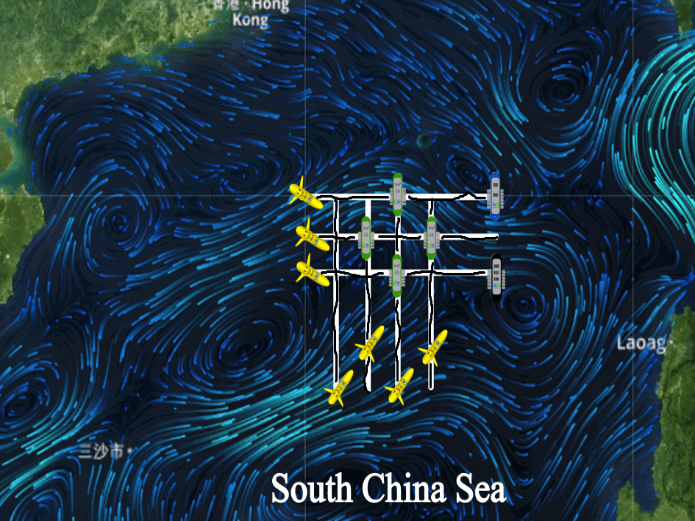 香港·Hong
Kong
Laoag
三沙市
South China Sea